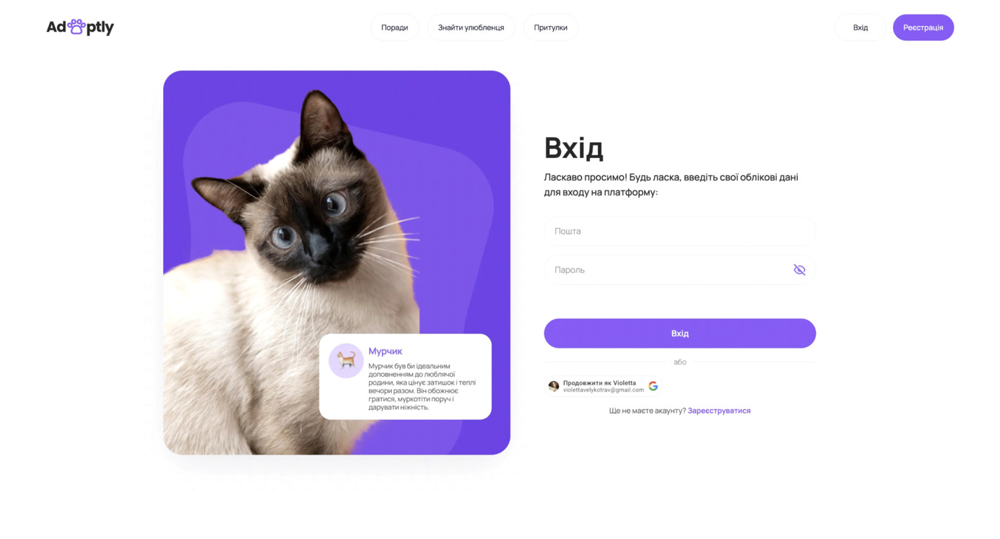 Ad ptly
Поради
Знайти улюбленця
Притулки
Вхід
Реєстрація
Вхід
Ласкаво просимо! Будь ласка, введіть свої облікові дані
для входу на платформу:
Пошта
Пароль
Вхід
або
Продовжити як Violetta
violettavelykotrav@gmail.com
Ще не маєте акаунту? Зареєструватися
Мурчик
Мурчик був би ідеальним
доповненням до люблячої
родини, яка цінує затишок і теплі
вечори разом. Він обожнює
гратися, муркотіти поруч і
дарувати ніжність.